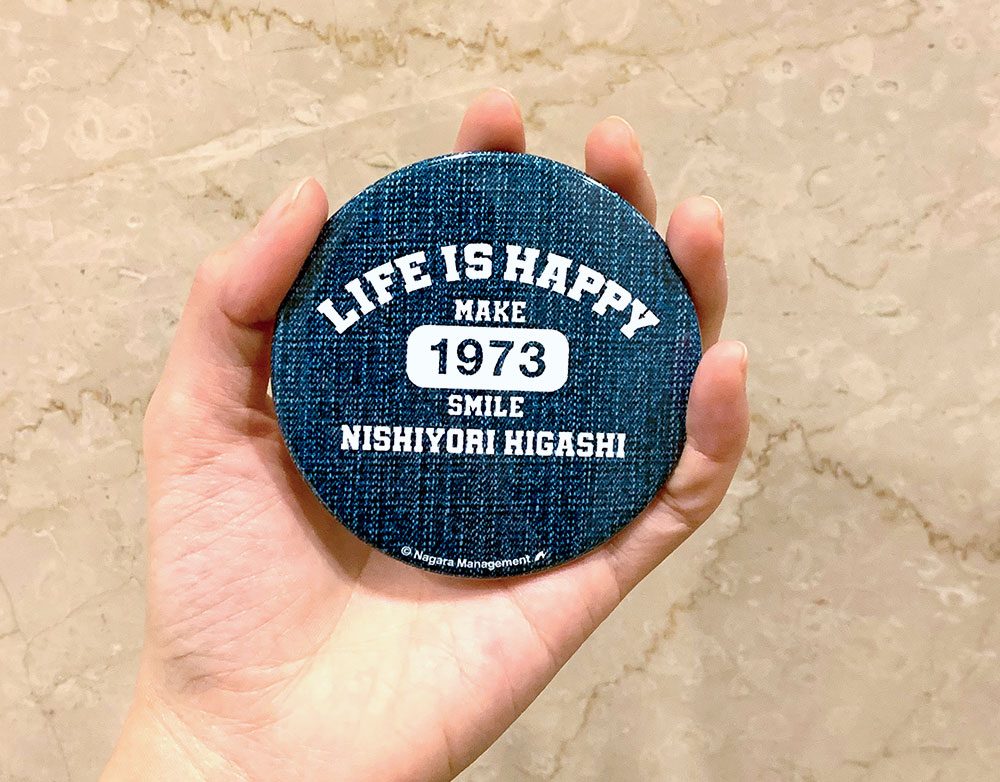 LIFE IS HAPPY
MAKE
1973
SMILE
NISHIYORI HIGASHI
© Nagara Management